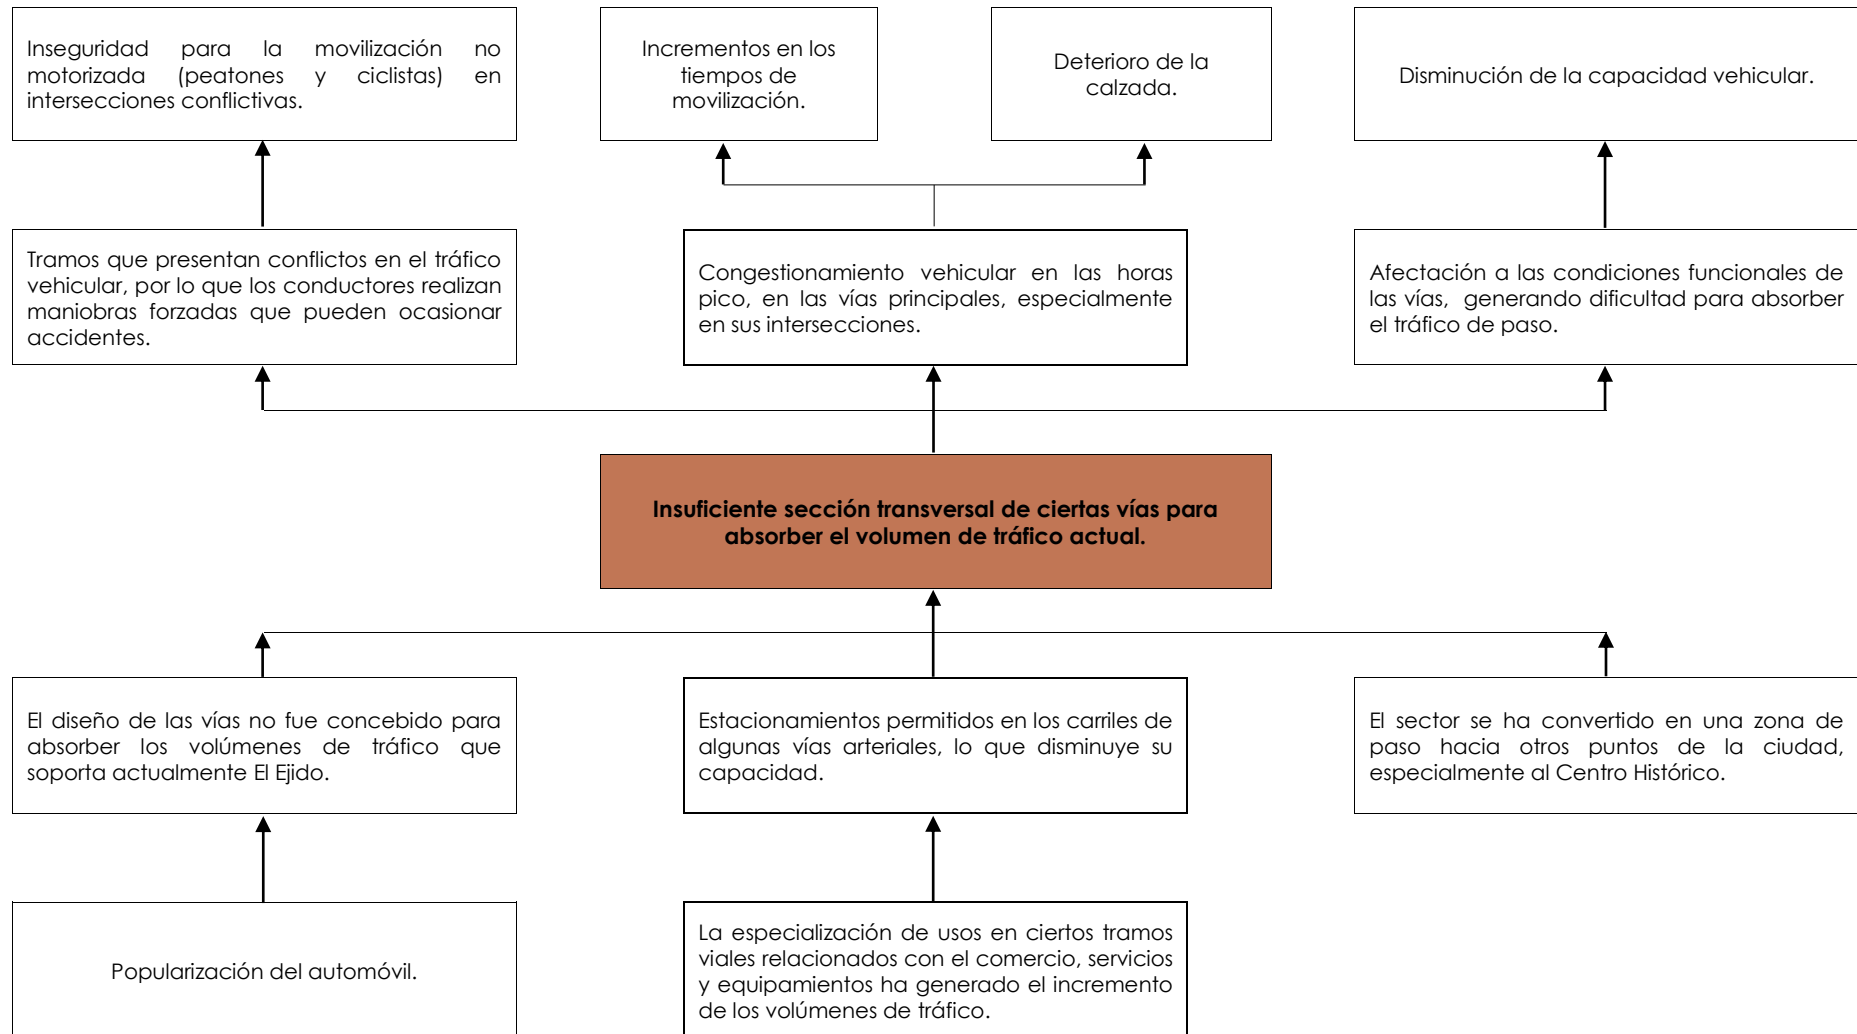 Inseguridad para la movilización no
motorizada (peatones y ciclistas) en
intersecciones conflictivas.
Incrementos en los
tiempos de
movilización.
Deterioro de la
calzada.
Disminución de la capacidad vehicular.
Tramos que presentan conflictos en el tráfico
vehicular, por lo que los conductores realizan
maniobras forzadas que pueden ocasionar
accidentes.
Congestionamiento vehicular en las horas
pico, en las vías principales, especialmente
en sus intersecciones.
Afectación a las condiciones funcionales de
las vías, generando dificultad para absorber
el tráfico de paso.
Insuficiente sección transversal de ciertas vías para
absorber el volumen de tráfico actual.
El diseño de las vías no fue concebido para
absorber los volúmenes de tráfico que
soporta actualmente El Ejido.
Estacionamientos permitidos en los carriles de
algunas vías arteriales, lo que disminuye su
capacidad.
El sector se ha convertido en una zona de
paso hacia otros puntos de la ciudad,
especialmente al Centro Histórico.
Popularización del automóvil.
La especialización de usos en ciertos tramos
viales relacionados con el comercio, servicios
y equipamientos ha generado el incremento
de los volúmenes de tráfico.